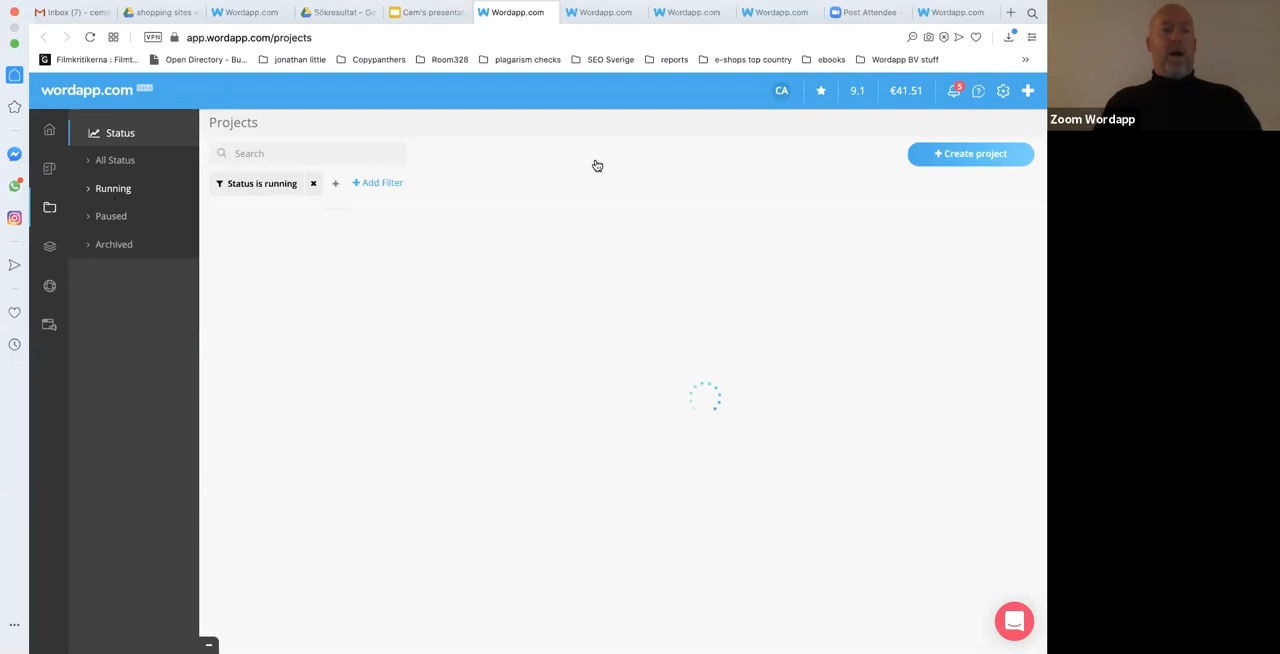 Inbox (7) - cem@
shopping sites
Wordapp.com
Sökresultat – Go
Cem's presentat
Wordapp.com
Wordapp.com
Wordapp.com
Wordapp.com
Post Attendee -
Wordapp.com
VPN
app.wordapp.com/projects
Filmkritikerna ; Filmt...
Open Directory - Bu...
jonathan littie
Copypanthers
Room328
plagarism checks
SEO Sverige
reports
e-shops top country
ebooks
Wordapp BV stuff
»
wordapp.com
CA
9.1
€41.51
5
Status
All Status
Running
Paused
Archived
Projects
Search
+ Create project
Status is running
+ Add Filter
Zoom Wordapp